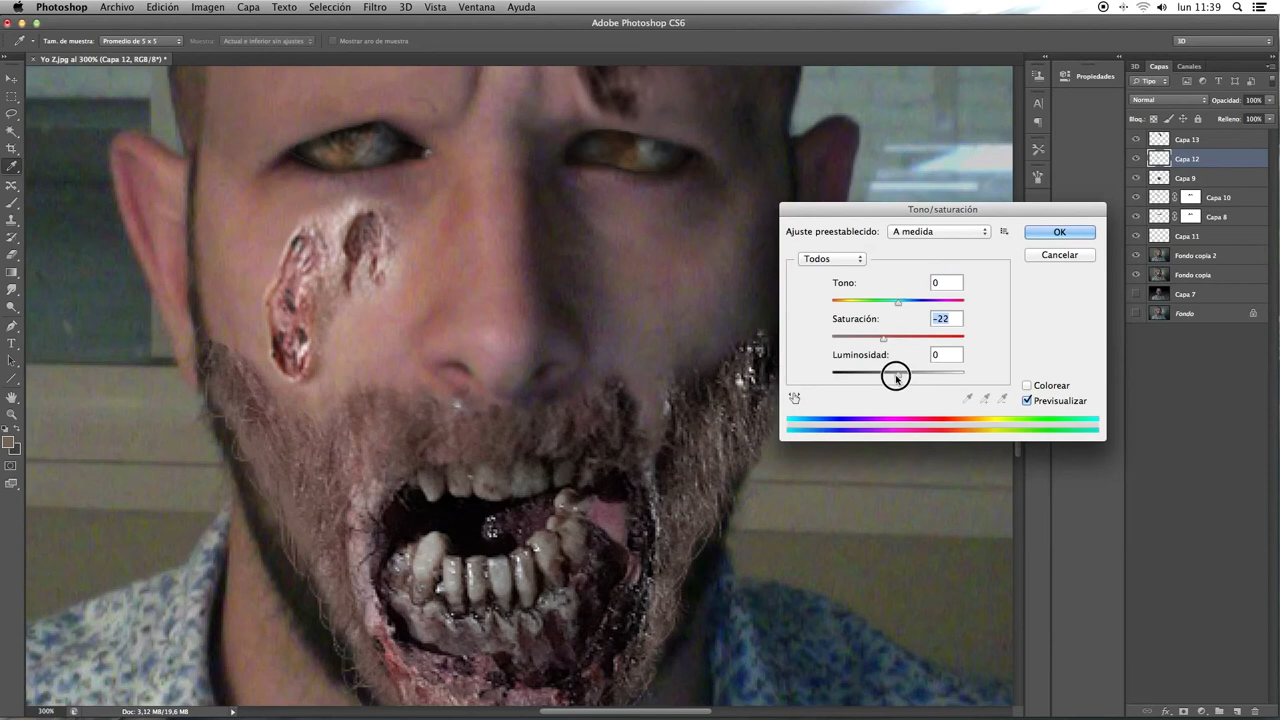 Photoshop Archivo Edición Imagen Capa Texto Selección Filtro 3D Vista Ventana Ayuda lun 11:39
Adobe Photoshop CS6
Tam. de muestra: Promedio de 5 x 5 Muestra: Actual e inferior sin ajustes Mostrar aro de muestra 3D
Yo Z.jpg al 300% (Capa 12, RGB/8*) *
3D Capas Canales
Propiedades
Tipo
Normal Opacidad: 100%
Bloq.: Relleno: 100%
Capa 13
Capa 12
Capa 9
Capa 10
Capa 8
Capa 11
Fondo copia 2
Fondo copia
Capa 7
Fondo
Tono/saturación
Ajuste preestablecido: A medida OK
Todos Cancelar
Tono: 0
Saturación: -22
Luminosidad: 0
Colorear
Previsualizar
300% Doc: 3,12 MB/19,6 MB